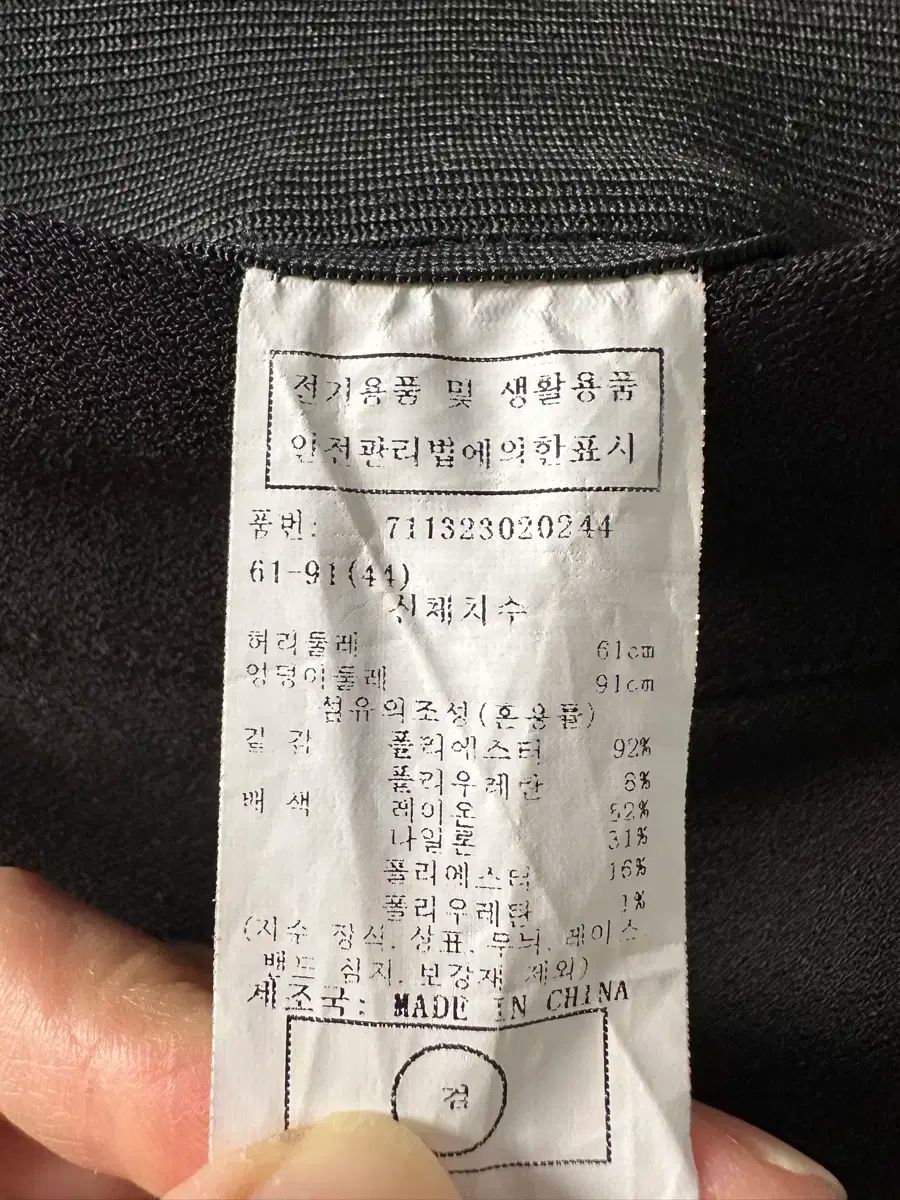 전기용품 및 생활용품
안전관리법에의한표시
품번: 711323020244
61-91(44)
신체치수
허리둘레 61cm
엉덩이둘레 91cm
섬유의조성(혼용률)
겉 감 폴리에스터 92%
폴리우레탄 8%
배 색 레이온 52%
나일론 31%
폴리에스터 16%
폴리우레탄 1%
(자수, 장식, 상표, 무늬, 레이스,
밴드 심지, 보강재 제외)
제조국: MADE IN CHINA
검